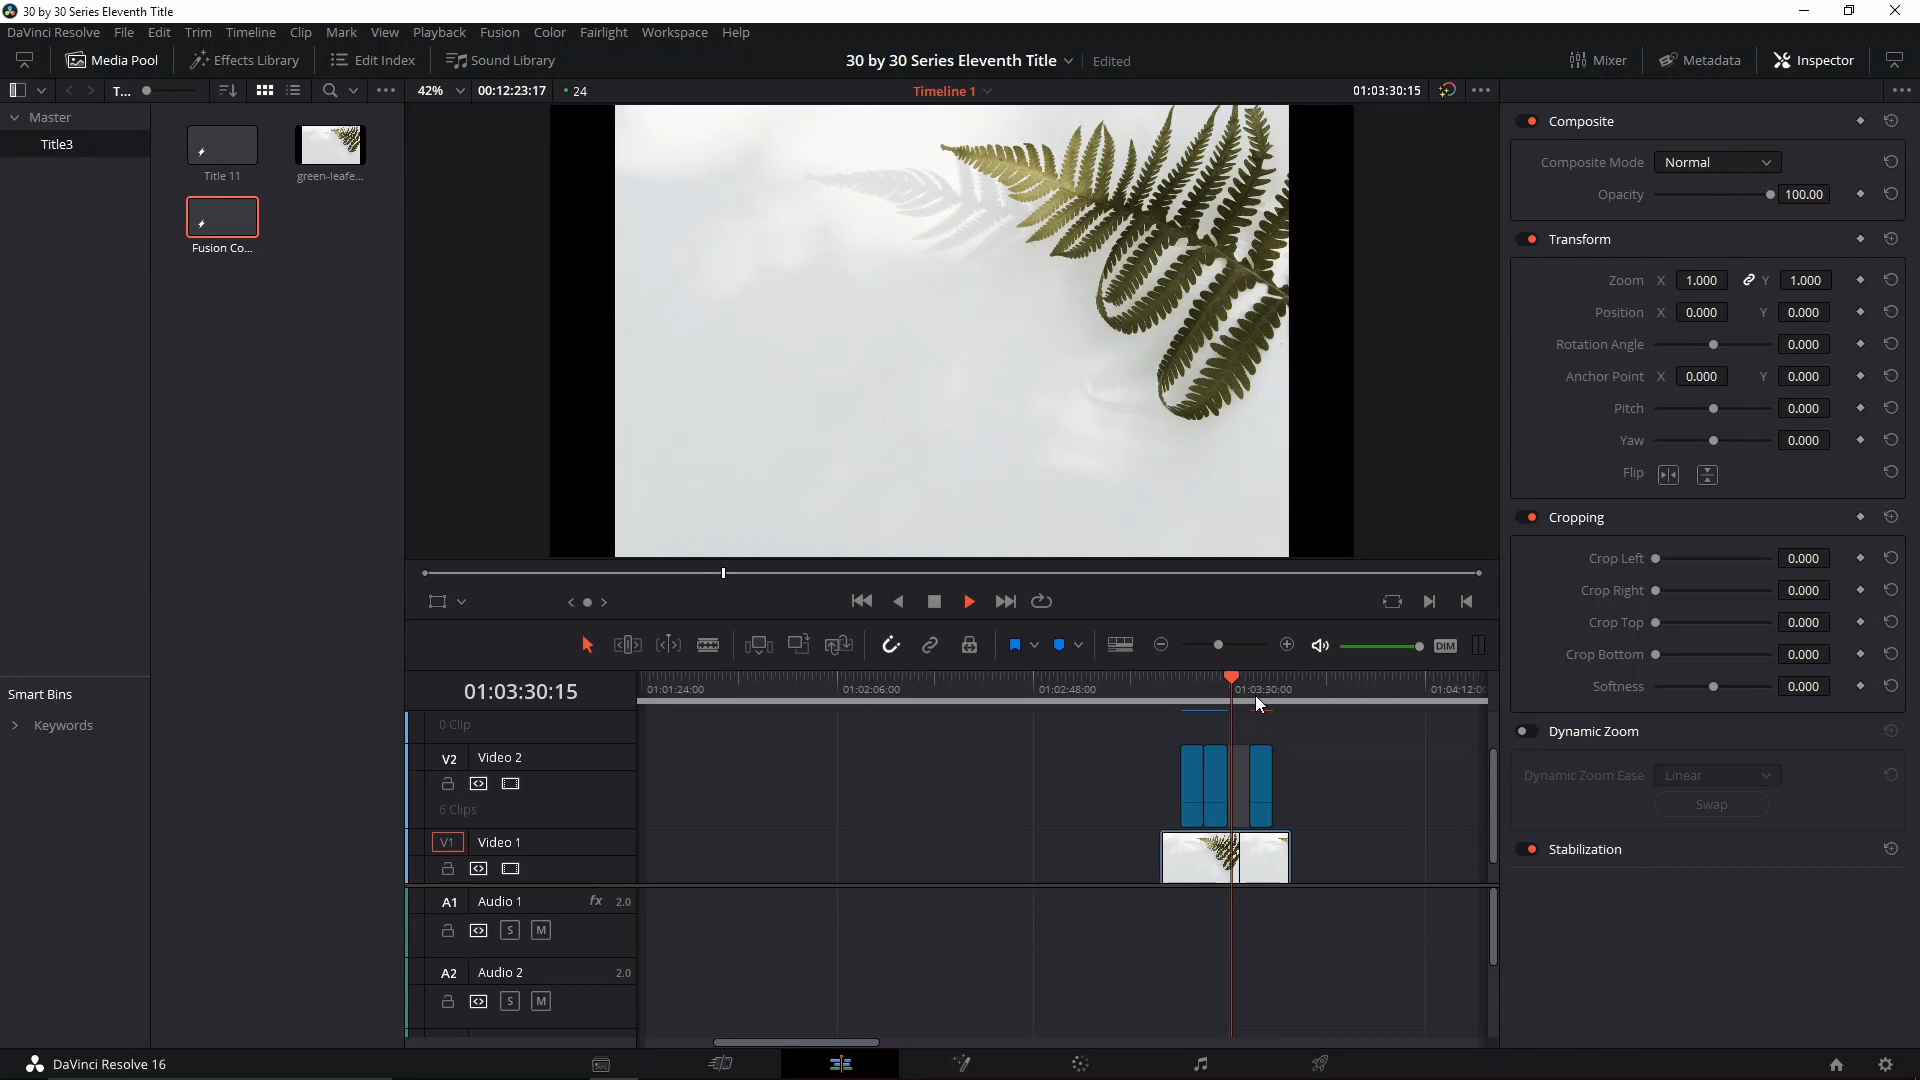 30 by 30 Series Eleventh Title
DaVinci Resolve File Edit Trim Timeline Clip Mark View Playback Fusion Color Fairlight Workspace Help
Media Pool Effects Library Edit Index Sound Library 30 by 30 Series Eleventh Title Edited Mixer Metadata Inspector
T... 42% 00:12:23:17 24 Timeline 1 01:03:30:15
Master
Title3
Title 11 green-leafe...
Fusion Co...
Composite
Composite Mode Normal
Opacity 100.00
Transform
Zoom X 1.000 Y 1.000
Position X 0.000 Y 0.000
Rotation Angle 0.000
Anchor Point X 0.000 Y 0.000
Pitch 0.000
Yaw 0.000
Flip
Cropping
Crop Left 0.000
Crop Right 0.000
Crop Top 0.000
Crop Bottom 0.000
Softness 0.000
Dynamic Zoom
Dynamic Zoom Ease Linear
Swap
Stabilization
DIM
Smart Bins
Keywords
01:03:30:15 01:01:24:00 01:02:06:00 01:02:48:00 01:03:30:00 01:04:12:0
0 Clip
V2 Video 2
6 Clips
V1 Video 1
A1 Audio 1 fx 2.0
S M
A2 Audio 2 2.0
S M
DaVinci Resolve 16